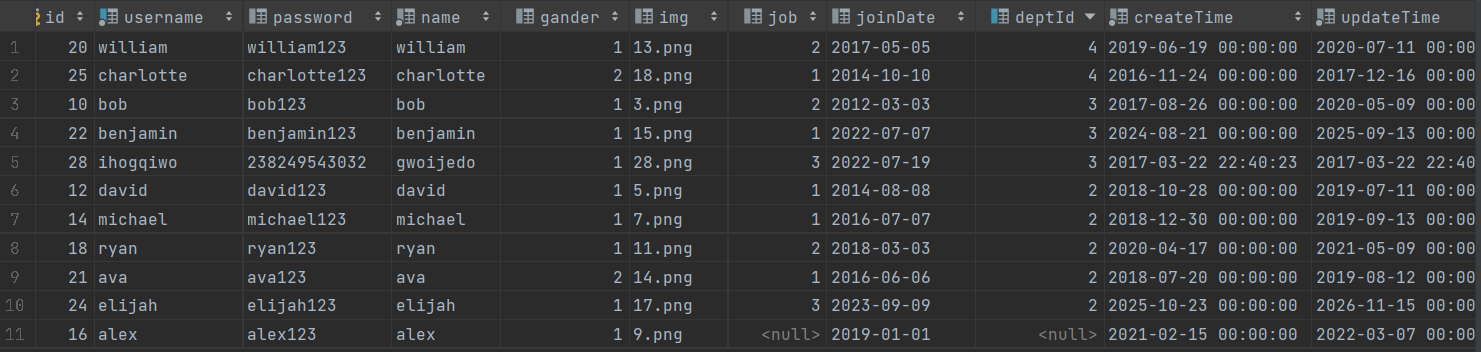 id username password name gander img job joinDate deptId createTime updateTime
1 20 william william123 william 1 13.png 2 2017-05-05 4 2019-06-19 00:00:00 2020-07-11 00:00
2 25 charlotte charlotte123 charlotte 2 18.png 1 2014-10-10 4 2016-11-24 00:00:00 2017-12-16 00:00
3 10 bob bob123 bob 1 3.png 2 2012-03-03 3 2017-08-26 00:00:00 2020-05-09 00:00
4 22 benjamin benjamin123 benjamin 1 15.png 1 2022-07-07 3 2024-08-21 00:00:00 2025-09-13 00:00
5 28 ihogqiwo 238249543032 gwoijedo 1 28.png 3 2022-07-19 3 2017-03-22 22:40:23 2017-03-22 22:40
6 12 david david123 david 1 5.png 1 2014-08-08 2 2018-10-28 00:00:00 2019-07-11 00:00
7 14 michael michael123 michael 1 7.png 1 2016-07-07 2 2018-12-30 00:00:00 2019-09-13 00:00
8 18 ryan ryan123 ryan 1 11.png 2 2018-03-03 2 2020-04-17 00:00:00 2021-05-09 00:00
9 21 ava ava123 ava 2 14.png 1 2016-06-06 2 2018-07-20 00:00:00 2019-08-12 00:00
10 24 elijah elijah123 elijah 1 17.png 3 2023-09-09 2 2025-10-23 00:00:00 2026-11-15 00:00
11 16 alex alex123 alex 1 9.png <null> 2019-01-01 <null> 2021-02-15 00:00:00 2022-03-07 00:00